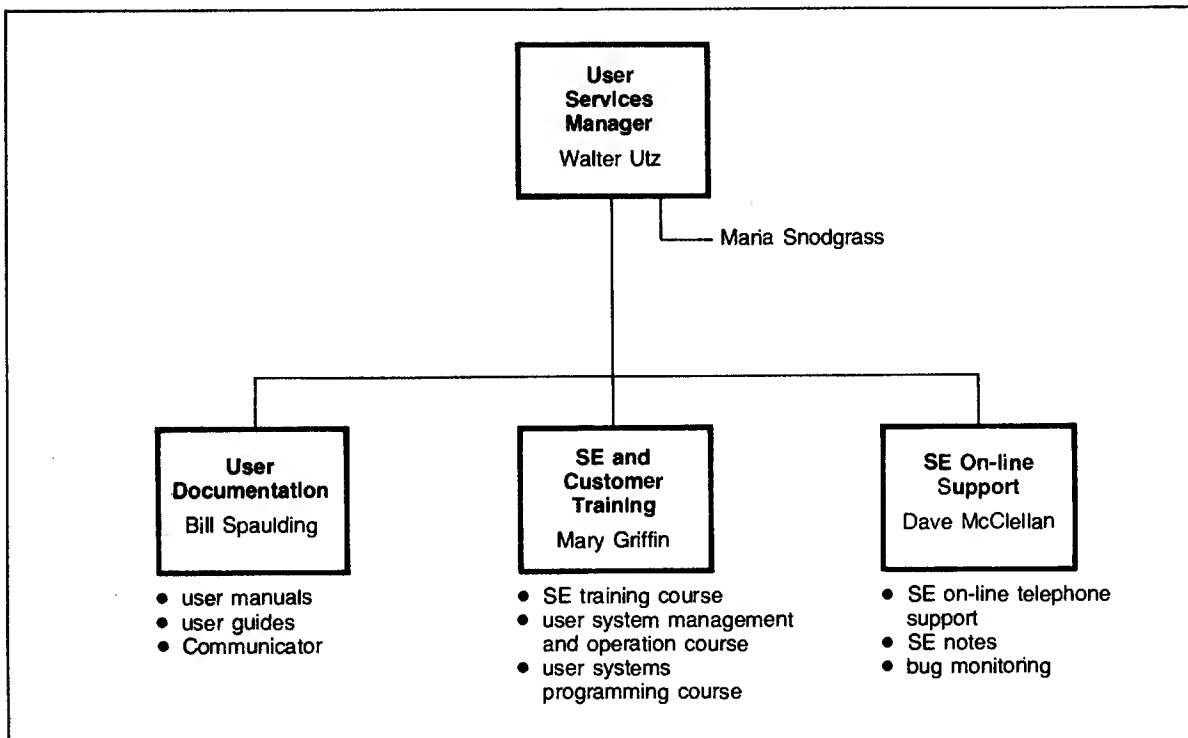 User
Services
Manager
Walter Utz
Maria Snodgrass
User
Documentation
Bill Spaulding
• user manuals
• user guides
• Communicator
SE and
Customer
Training
Mary Griffin
• SE training course
• user system management
and operation course
• user systems
programming course
SE On-line
Support
Dave McClellan
• SE on-line telephone
support
• SE notes
• bug monitoring